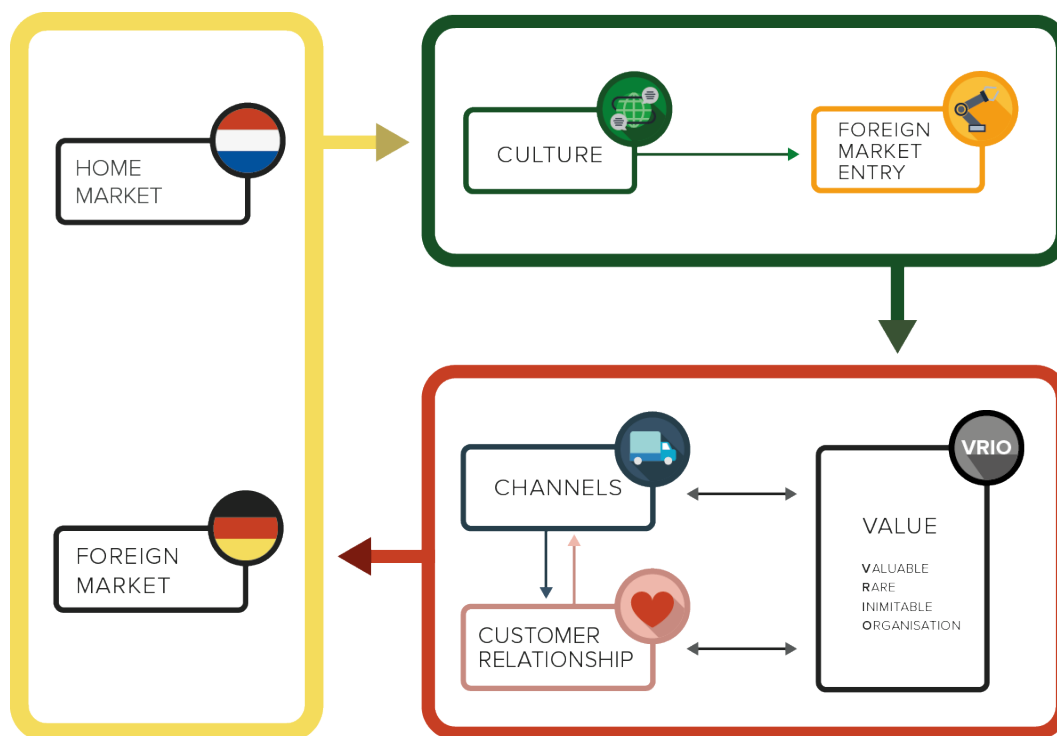 HOME
MARKET
CULTURE
FOREIGN
MARKET
ENTRY
FOREIGN
MARKET
CHANNELS
CUSTOMER
RELATIONSHIP
VRIO
VALUE
VALUABLE
RARE
INIMITABLE
ORGANISATION